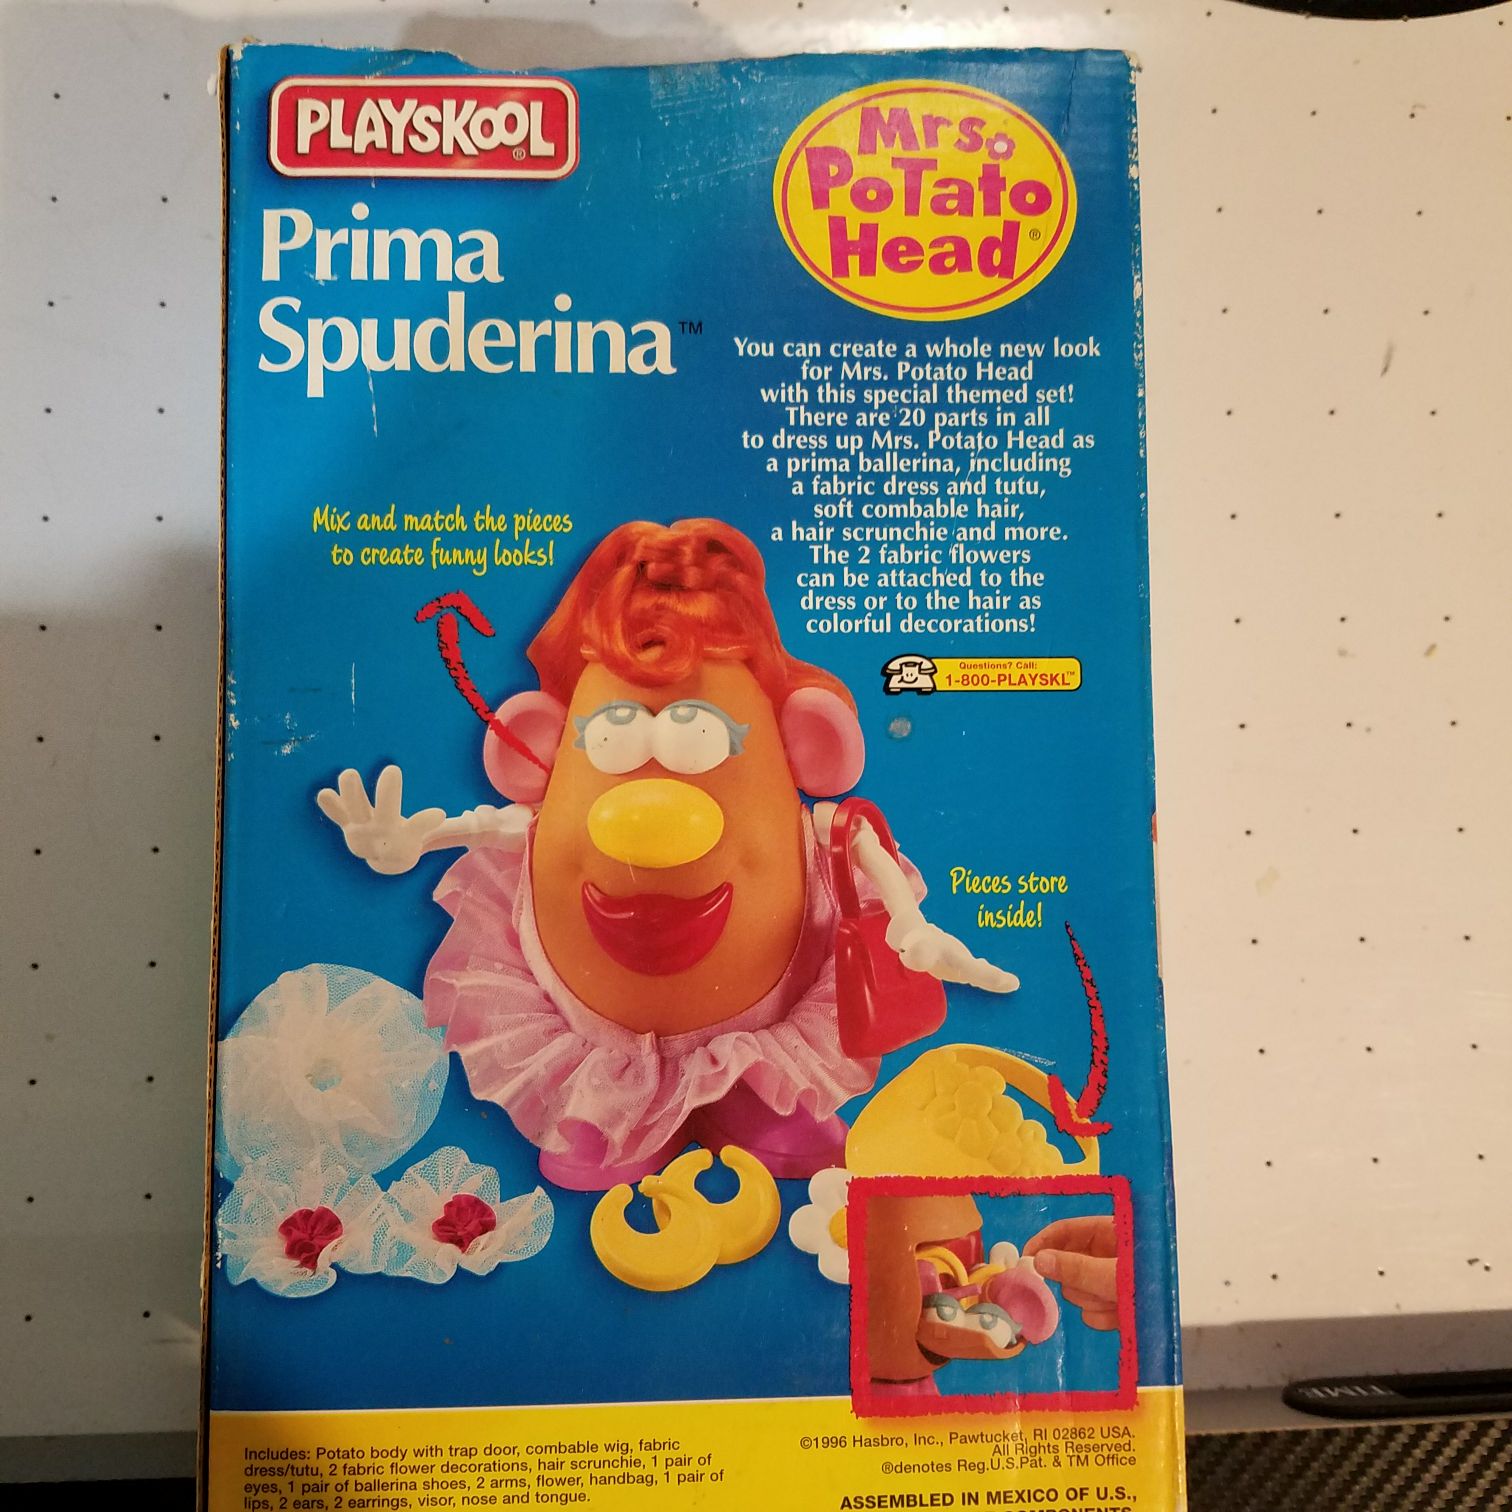 PLAYSKOOL®
Mrs.
PoTaTo
Head®
Prima
Spuderina™
You can create a whole new look
for Mrs. Potato Head
with this special themed set!
There are 20 parts in all
to dress up Mrs. Potato Head as
a prima ballerina, including
a fabric dress and tutu,
soft combable hair,
a hair scrunchie and more.
The 2 fabric flowers
can be attached to the
dress or to the hair as
colorful decorations!
Mix and match the pieces
to create funny looks!
Questions? Call:
1-800-PLAYSKL™
Pieces store
inside!
Includes: Potato body with trap door, combable wig, fabric
dress/tutu, 2 fabric flower decorations, hair scrunchie, 1 pair of
eyes, 1 pair of ballerina shoes, 2 arms, flower, handbag, 1 pair of
lips, 2 ears, 2 earrings, visor, nose and tongue.
©1996 Hasbro, Inc., Pawtucket, RI 02862 USA.
All Rights Reserved.
®denotes Reg.U.S.Pat. & TM Office
ASSEMBLED IN MEXICO OF U.S.,
COMPONENTS
TIME